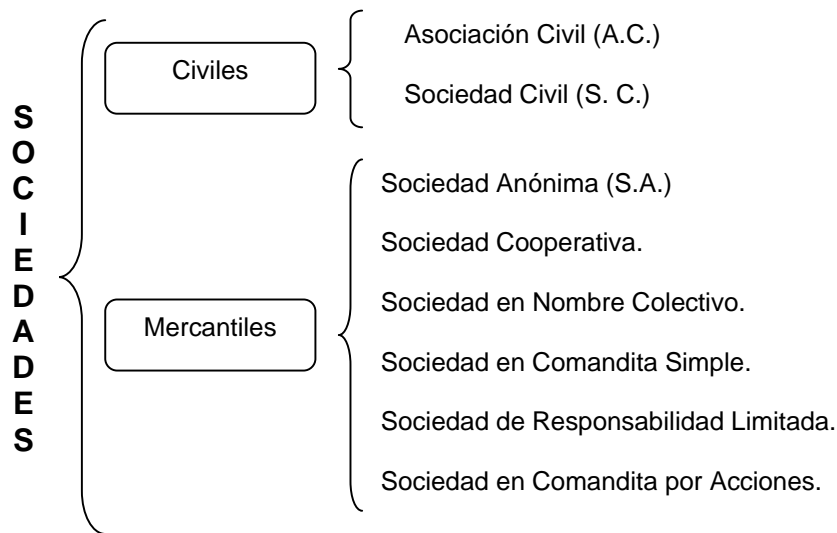 SOCIEDADES
Civiles
Asociación Civil (A.C.)
Sociedad Civil (S. C.)
Mercantiles
Sociedad Anónima (S.A.)
Sociedad Cooperativa.
Sociedad en Nombre Colectivo.
Sociedad en Comandita Simple.
Sociedad de Responsabilidad Limitada.
Sociedad en Comandita por Acciones.